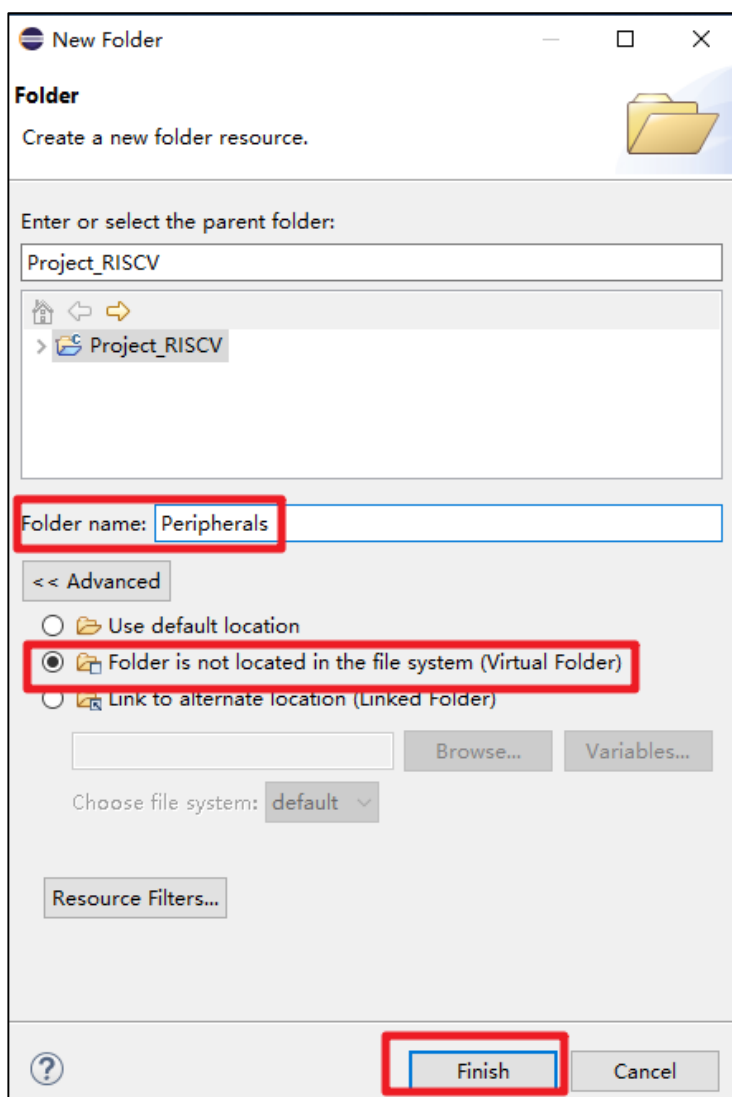 New Folder
Folder
Create a new folder resource.
Enter or select the parent folder:
Project_RISCV
Project_RISCV
Folder name: Peripherals
<< Advanced
Use default location
Folder is not located in the file system (Virtual Folder)
Link to alternate location (Linked Folder)
Browse... Variables...
Choose file system: default
Resource Filters...
Finish Cancel